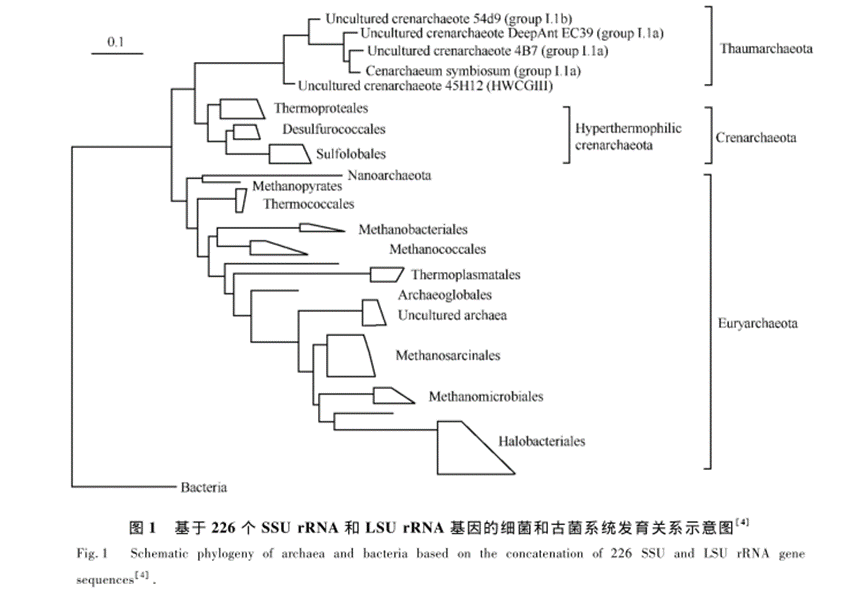 0.1
Uncultured crenarchaeote 54d9 (group I.1b)
Uncultured crenarchaeote DeepAnt EC39 (group I.1a)
Uncultured crenarchaeote 4B7 (group I.1a)
Cenarchaeum symbiosum (group I.1a)
Uncultured crenarchaeote 45H12 (HWCGIII)
Thaumarchaeota
Thermoproteales
Desulfurococcales
Sulfolobales
Hyperthermophilic
crenarchaeota
Crenarchaeota
Nanoarchaeota
Methanopyrates
Thermococcales
Methanobacteriales
Methanococcales
Thermoplasmatales
Archaeoglobales
Uncultured archaea
Methanosarcinales
Methanomicrobiales
Halobacteriales
Euryarchaeota
Bacteria
图 1 基于 226 个 SSU rRNA 和 LSU rRNA 基因的细菌和古菌系统发育关系示意图[4]
Fig. 1 Schematic phylogeny of archaea and bacteria based on the concatenation of 226 SSU and LSU rRNA gene
sequences[4].